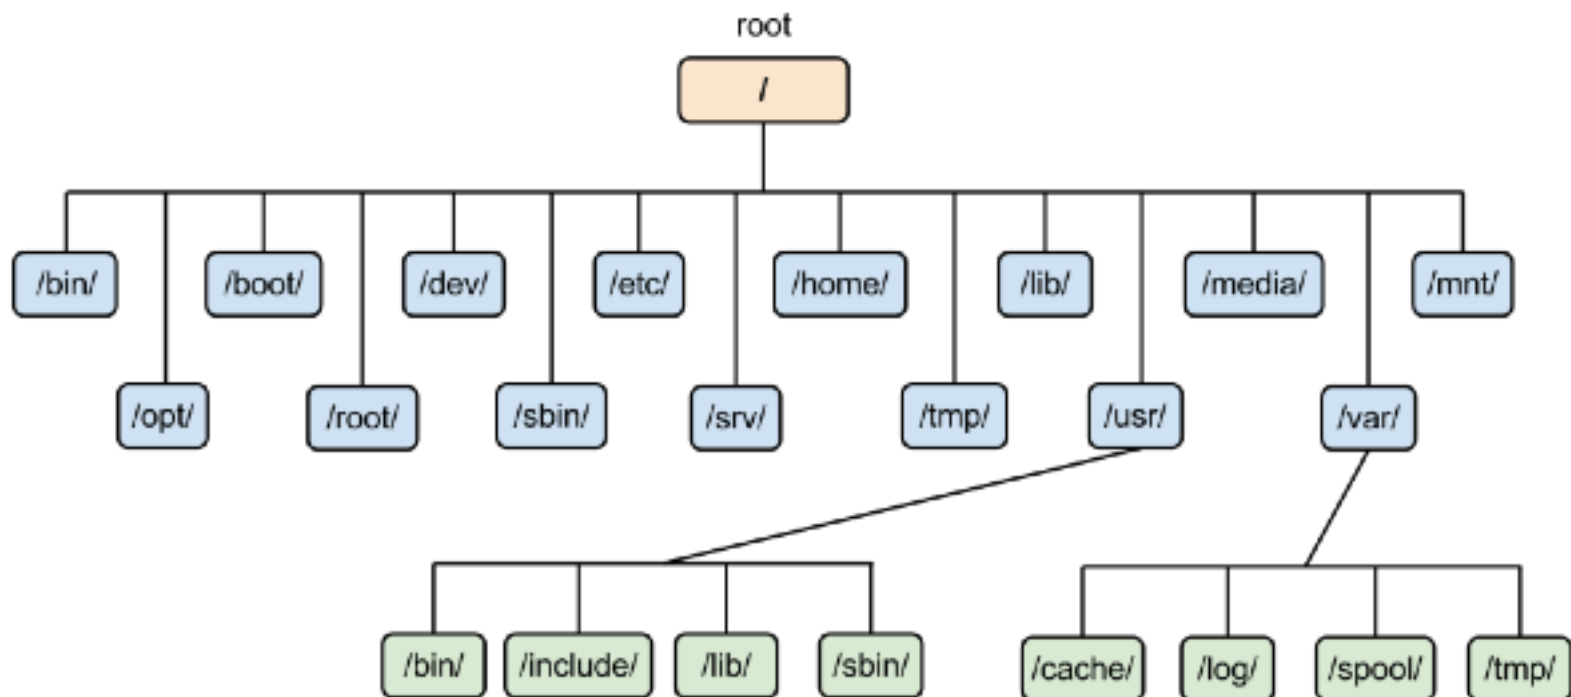 root
/
/bin/ /boot/ /dev/ /etc/ /home/ /lib/ /media/ /mnt/
/opt/ /root/ /sbin/ /srv/ /tmp/ /usr/ /var/
/bin/ /include/ /lib/ /sbin/ /cache/ /log/ /spool/ /tmp/